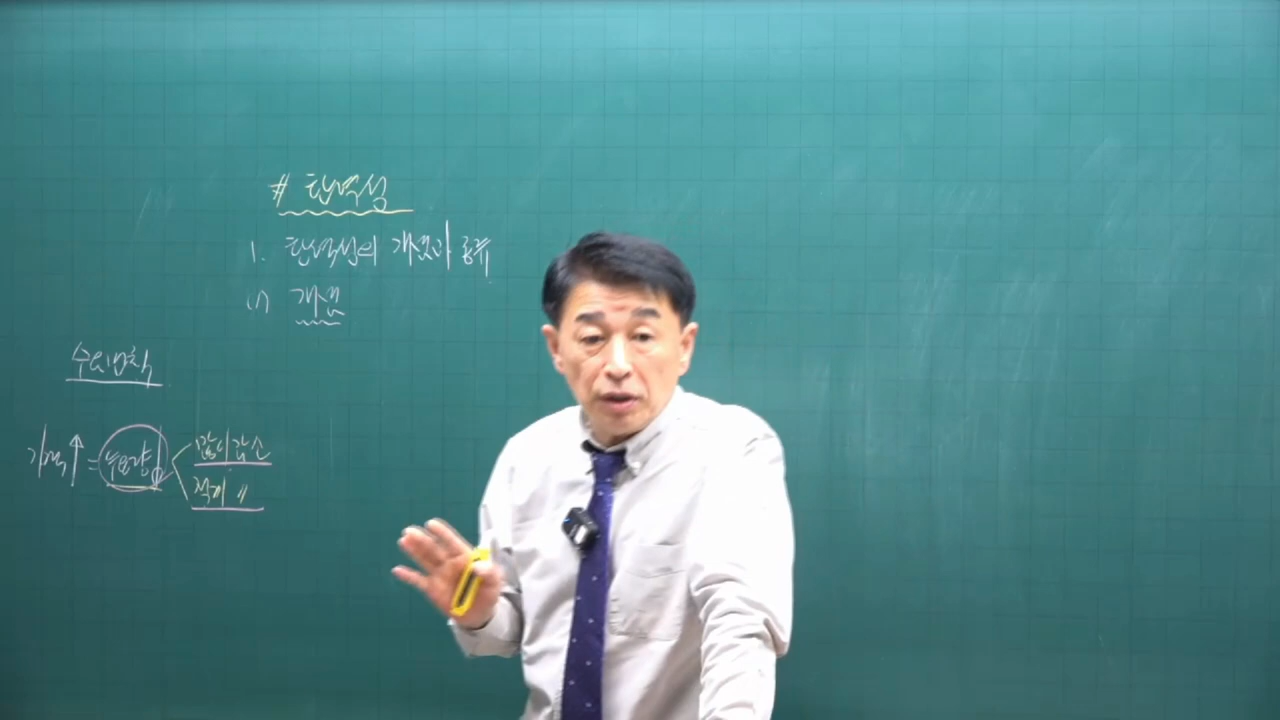 # 탄력성
1. 탄력성의 개념과 종류
(1) 개념
수요법칙
가격↑ = 수요량↓ < 많이 감소
적게 〃